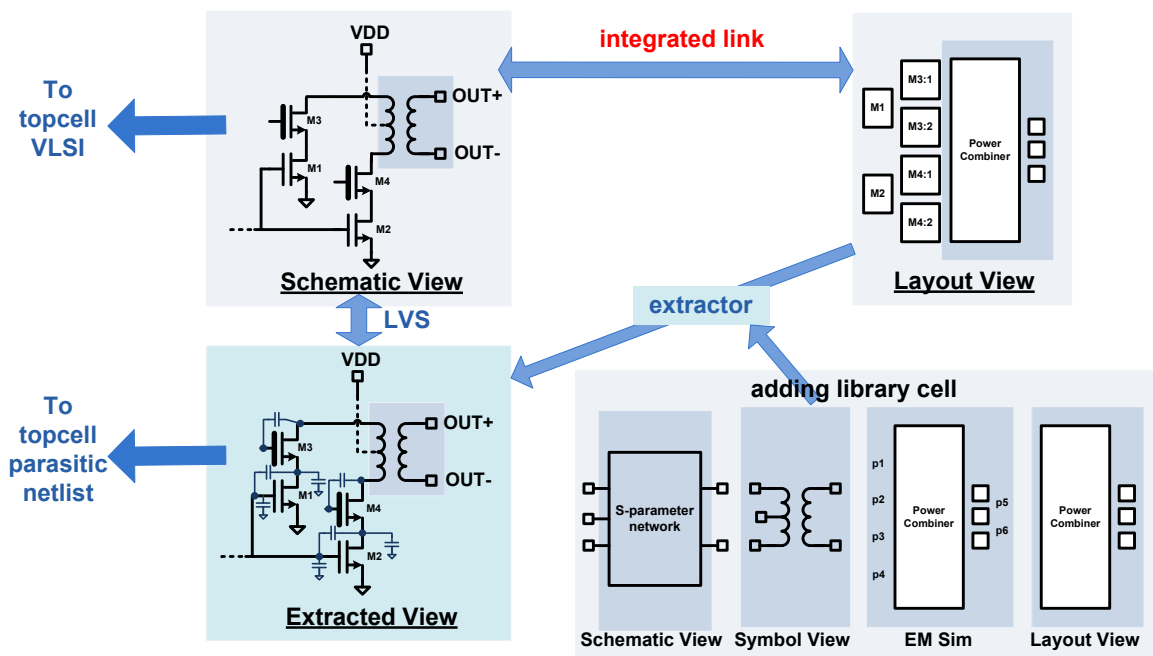 To
topcell
VLSI
VDD
OUT+
OUT-
M3
M1
M4
M2
Schematic View
integrated link
M1
M2
M3:1
M3:2
M4:1
M4:2
Power
Combiner
Layout View
LVS
extractor
To
topcell
parasitic
netlist
VDD
OUT+
OUT-
M3
M1
M4
M2
Extracted View
adding library cell
S-parameter
network
Schematic View
Symbol View
p1
p2
p3
p4
Power
Combiner
p5
p6
EM Sim
Power
Combiner
Layout View